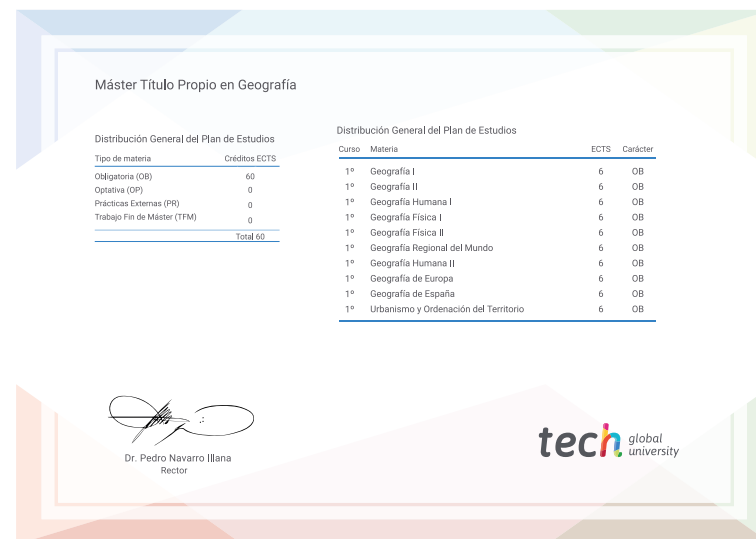 Máster Título Propio en Geografía
Distribución General del Plan de Estudios
Tipo de materia Créditos ECTS
Obligatoria (OB) 60
Optativa (OP) 0
Prácticas Externas (PR) 0
Trabajo Fin de Máster (TFM) 0
Total 60
Distribución General del Plan de Estudios
Curso Materia ECTS Carácter
1º Geografía I 6 OB
1º Geografía II 6 OB
1º Geografía Humana I 6 OB
1º Geografía Física I 6 OB
1º Geografía Física II 6 OB
1º Geografía Regional del Mundo 6 OB
1º Geografía Humana II 6 OB
1º Geografía de Europa 6 OB
1º Geografía de España 6 OB
1º Urbanismo y Ordenación del Territorio 6 OB
Dr. Pedro Navarro Illana
Rector
tech global
university